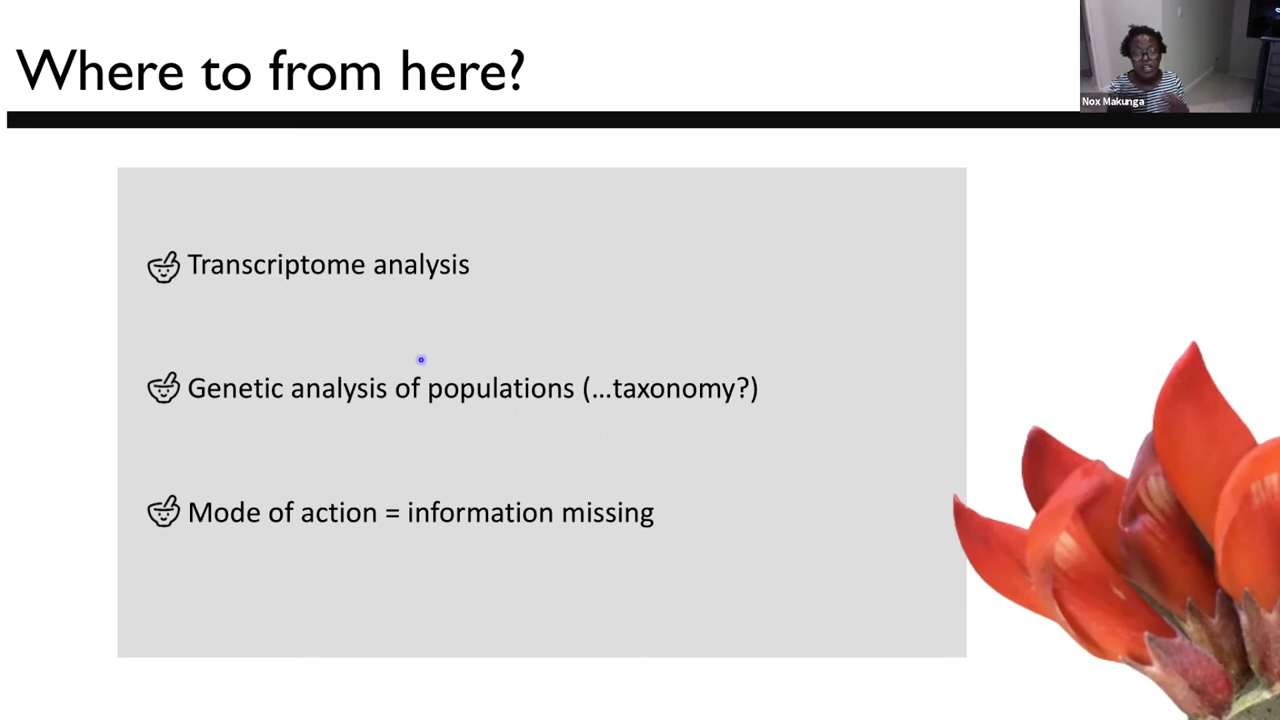 Where to from here?
Nox Makunga
Transcriptome analysis
Genetic analysis of populations (...taxonomy?)
Mode of action = information missing